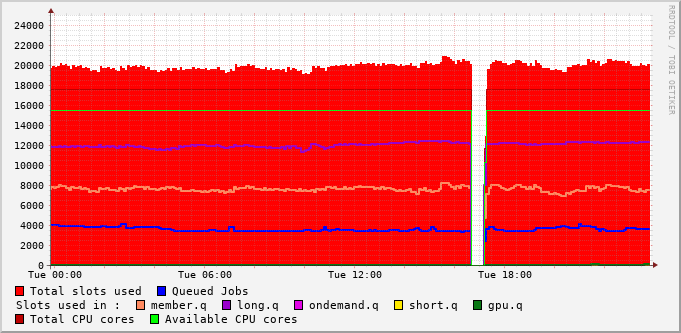 24000
22000
20000
18000
16000
14000
12000
10000
8000
6000
4000
2000
0
Tue 00:00 Tue 06:00 Tue 12:00 Tue 18:00
Total slots used Queued Jobs
Slots used in : member.q long.q ondemand.q short.q gpu.q
Total CPU cores Available CPU cores
RRDTOOL / TOBI OETIKER